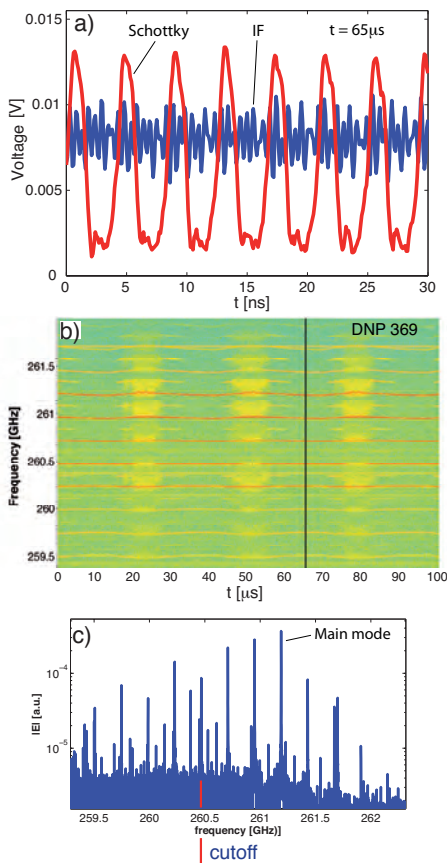 a)
Schottky
IF
t = 65μs
Voltage [V]
0.015
0.01
0.005
0
0 5 10 15 20 25 30
t [ns]
b)
DNP 369
Frequency [GHz]
261.5
261
260.5
260
259.5
0 10 20 30 40 50 60 70 80 90 100
t [μs]
c)
Main mode
|E| [a.u.]
10⁻⁴
10⁻⁵
259.5 260 260.5 261 261.5 262
frequency [GHz)]
cutoff